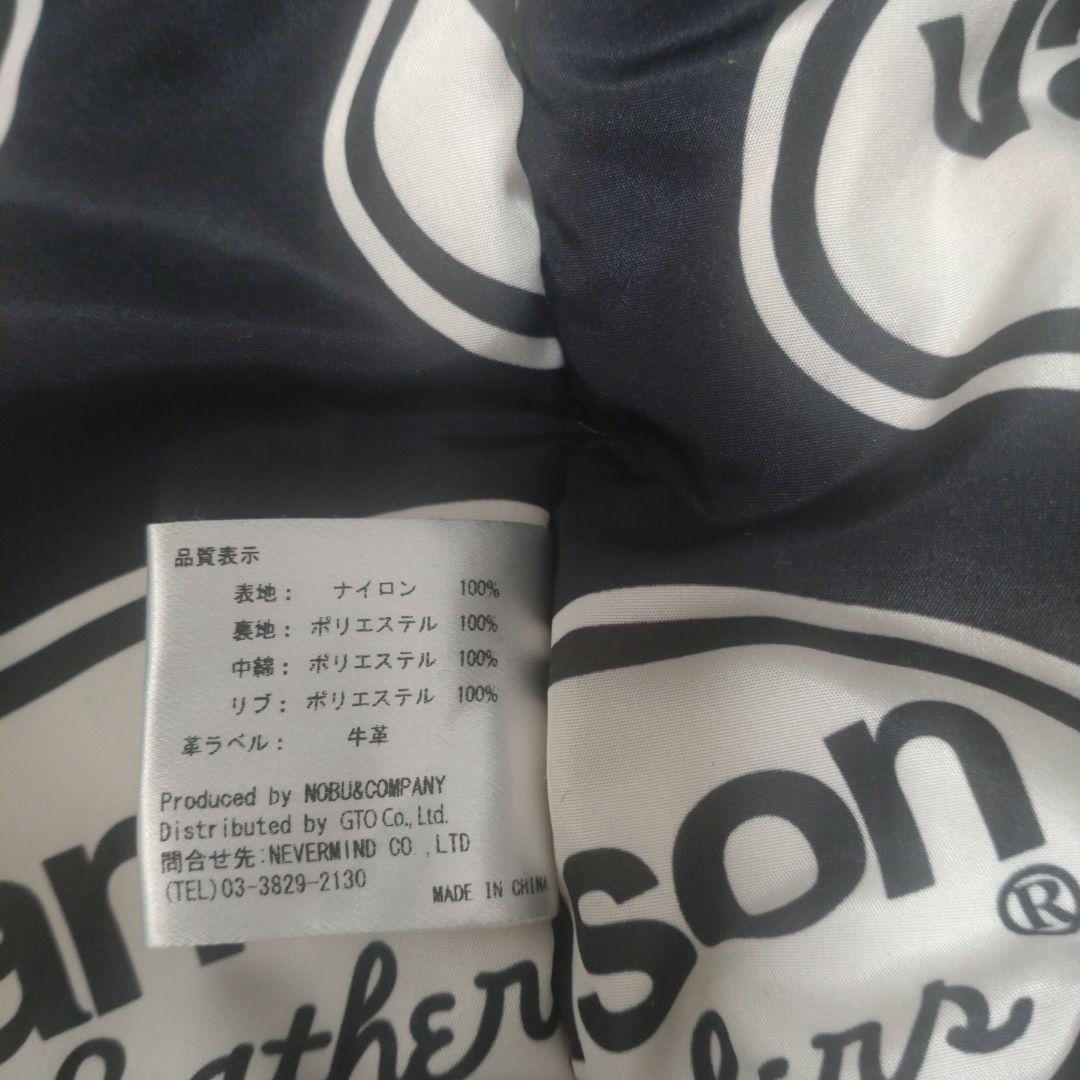 品質表示
表地： ナイロン 100%
裏地： ポリエステル 100%
中綿： ポリエステル 100%
リブ： ポリエステル 100%
革ラベル： 牛革
Produced by NOBU&COMPANY
Distributed by GTO Co., Ltd.
問合せ先:NEVERMIND CO .,LTD
(TEL)03-3829-2130
MADE IN CHINA
son®